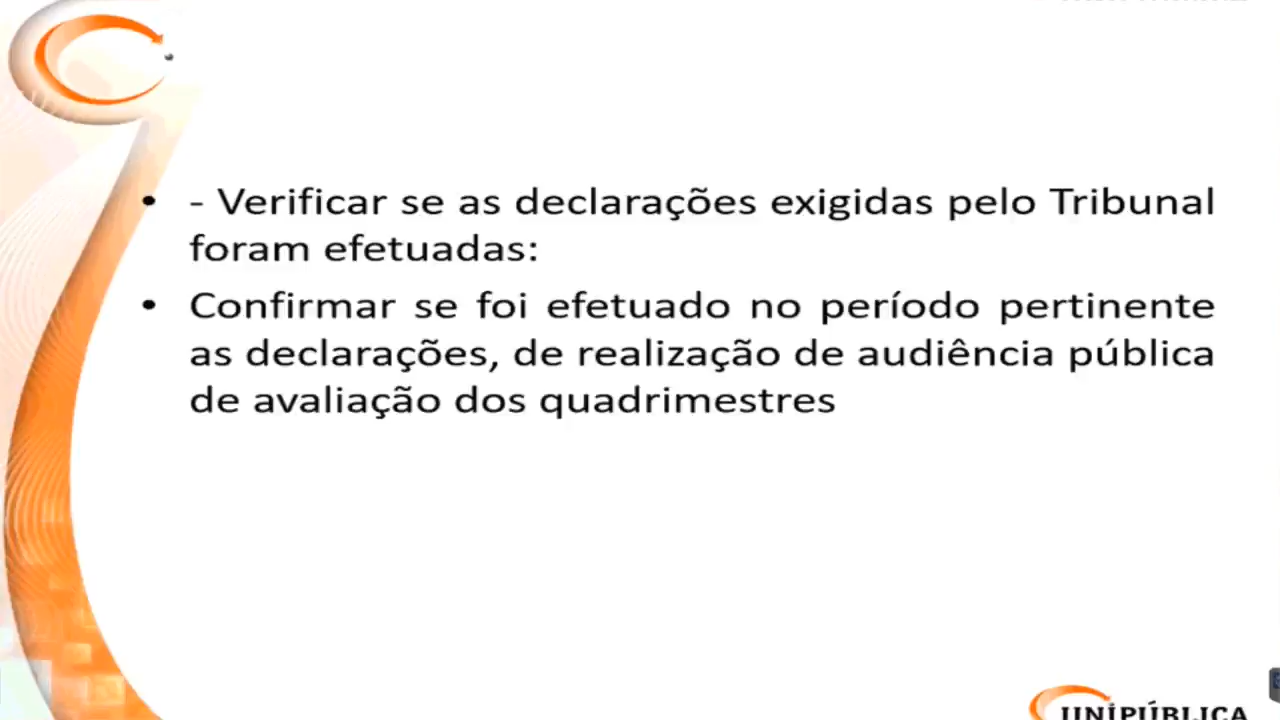 • - Verificar se as declarações exigidas pelo Tribunal
foram efetuadas:
• Confirmar se foi efetuado no período pertinente
as declarações, de realização de audiência pública
de avaliação dos quadrimestres
UNIPÚBLICA